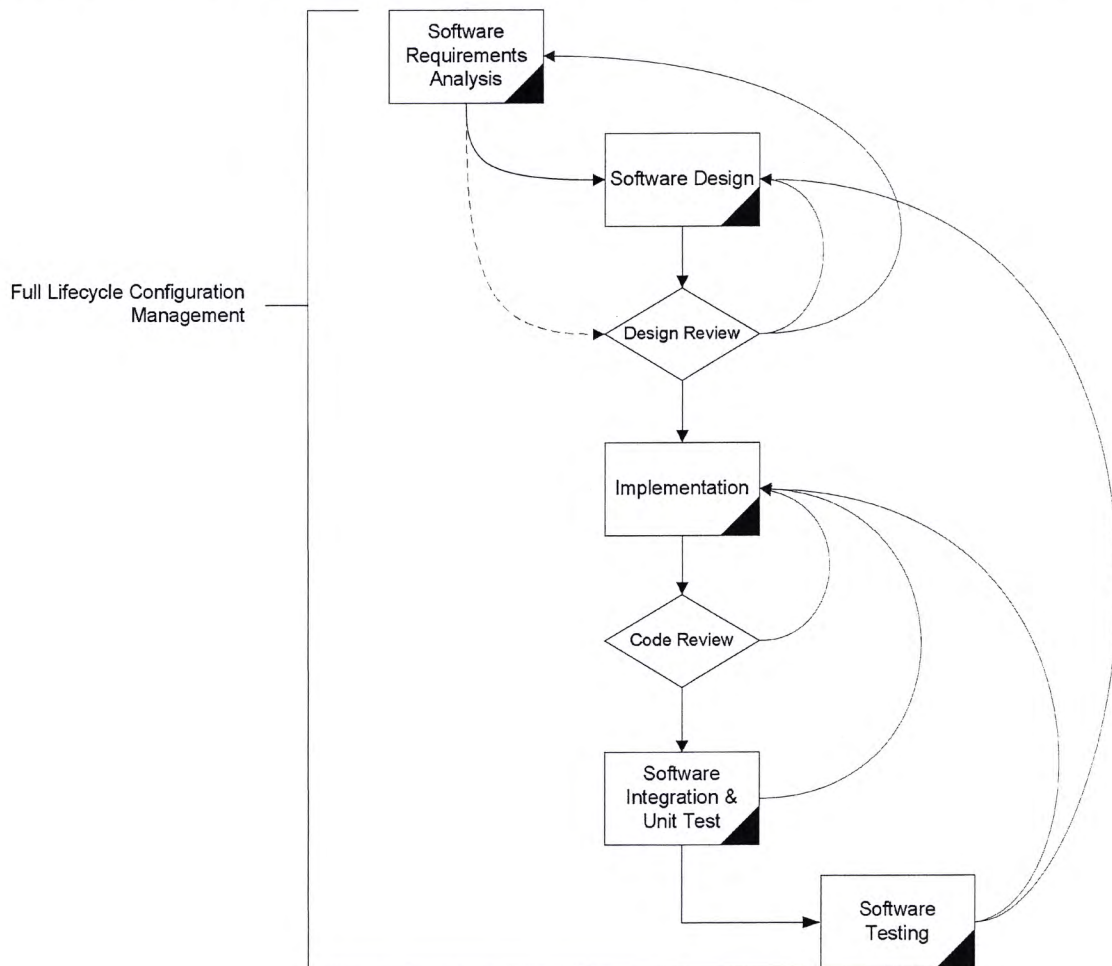 Software
Requirements
Analysis
Software Design
Full Lifecycle Configuration
Management
Design Review
Implementation
Code Review
Software
Integration &
Unit Test
Software
Testing